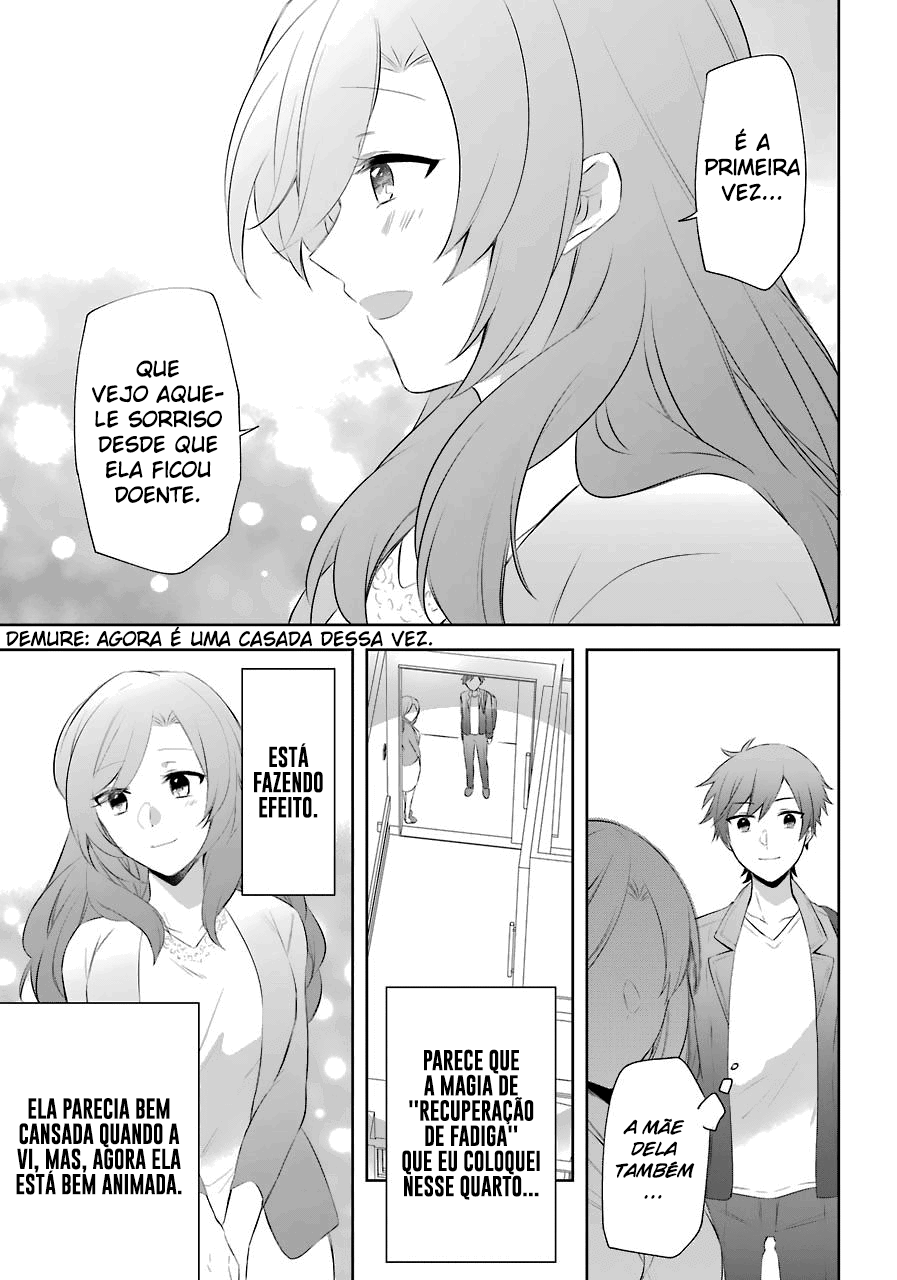 É A
PRIMEIRA
VEZ...
QUE
VEJO AQUE-
LE SORRISO
DESDE QUE
ELA FICOU
DOENTE.
DEMURE: AGORA É UMA CASADA DESSA VEZ.
A MÃE
DELA
TAMBÉM
...
PARECE QUE
A MAGIA DE
"RECUPERAÇÃO
DE FADIGA"
QUE EU COLOQUEI
NESSE QUARTO...
ESTÁ
FAZENDO
EFEITO.
ELA PARECIA BEM
CANSADA QUANDO A
VI, MAS, AGORA ELA
ESTÁ BEM ANIMADA.